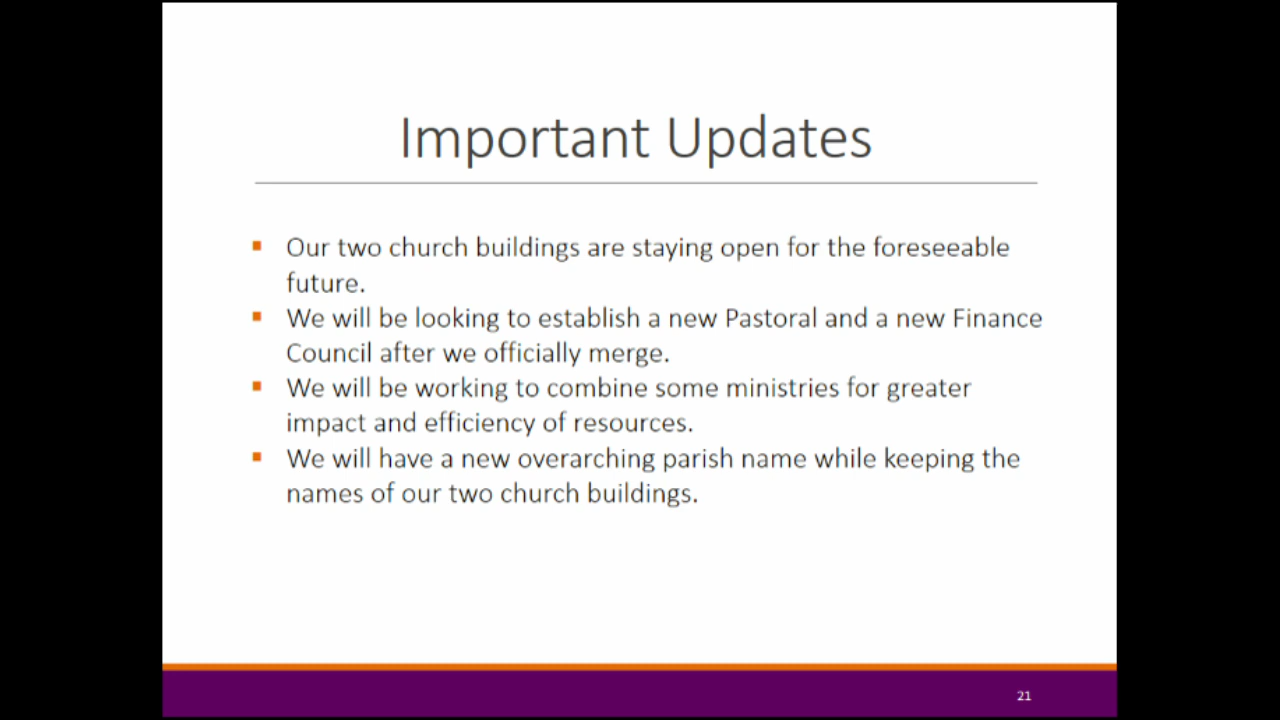 Important Updates
▪ Our two church buildings are staying open for the foreseeable
future.
▪ We will be looking to establish a new Pastoral and a new Finance
Council after we officially merge.
▪ We will be working to combine some ministries for greater
impact and efficiency of resources.
▪ We will have a new overarching parish name while keeping the
names of our two church buildings.
21